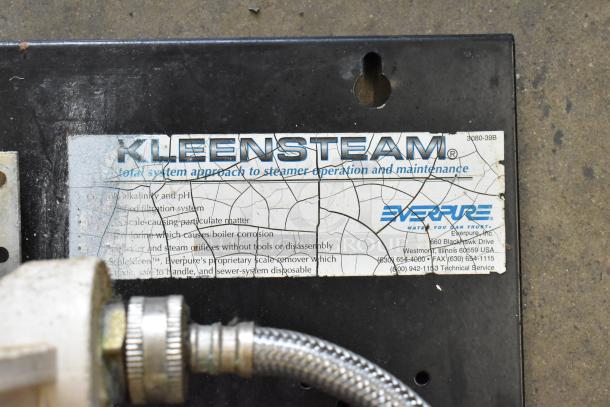 KLEENSTEAM®
total system approach to steamer operation and maintenance
3080-39B
alkalinity and pH
filtration system
scale-causing particulate matter
which causes boiler corrosion
and steam orifices without tools or disassembly
Everpure's proprietary scale remover which
to handle, and sewer-system disposable
EVERPURE
WATER YOU CAN TRUST
Everpure, Inc.
660 Blackhawk Drive
Westmont, Illinois 60559 USA
(630) 654-4000 • FAX (630) 654-1115
(800) 942-1153 Technical Service